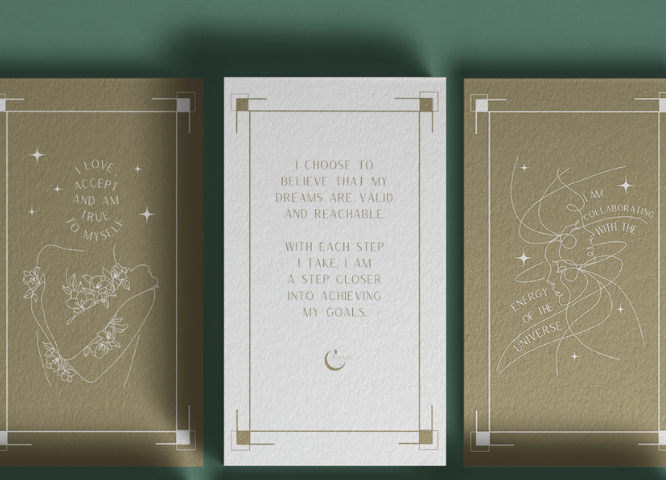 I LOVE,
ACCEPT
AND AM
TRUE
TO MYSELF
I CHOOSE TO
BELIEVE THAT MY
DREAMS ARE VALID
AND REACHABLE.
WITH EACH STEP
I TAKE, I AM
A STEP CLOSER
INTO ACHIEVING
MY GOALS.
I AM
COLLABORATING
WITH THE
ENERGY
OF THE
UNIVERSE